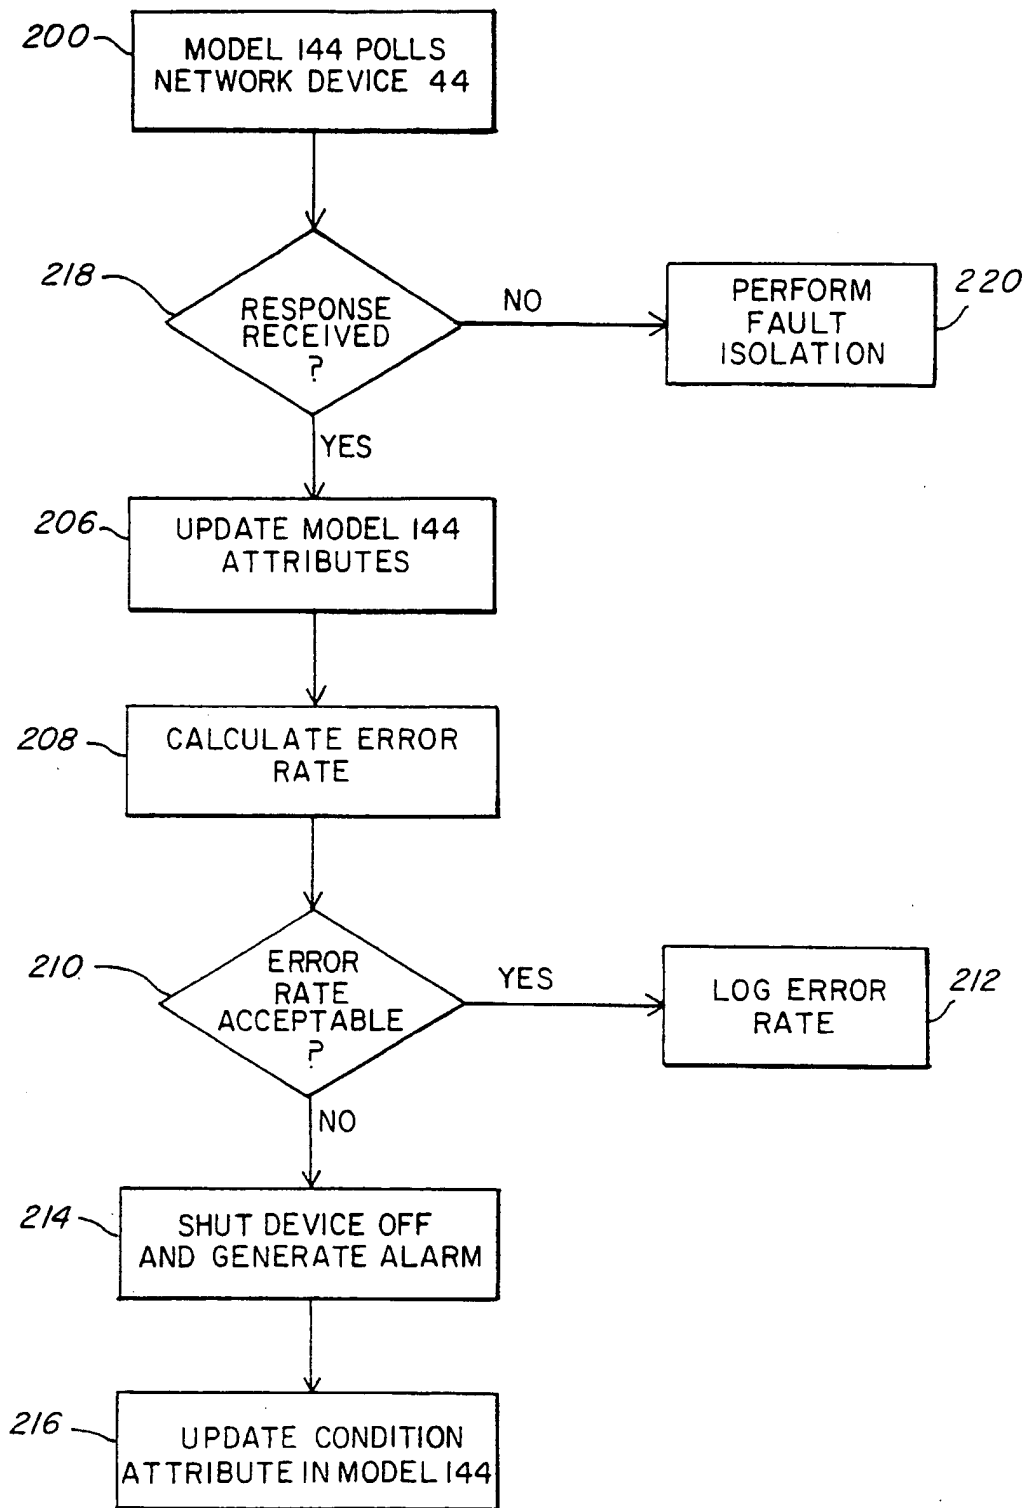 200
MODEL 144 POLLS
NETWORK DEVICE 44
218
RESPONSE
RECEIVED
?
NO
PERFORM
FAULT
ISOLATION
220
YES
206
UPDATE MODEL 144
ATTRIBUTES
208
CALCULATE ERROR
RATE
210
ERROR
RATE
ACCEPTABLE
?
YES
LOG ERROR
RATE
212
NO
214
SHUT DEVICE OFF
AND GENERATE ALARM
216
UPDATE CONDITION
ATTRIBUTE IN MODEL 144